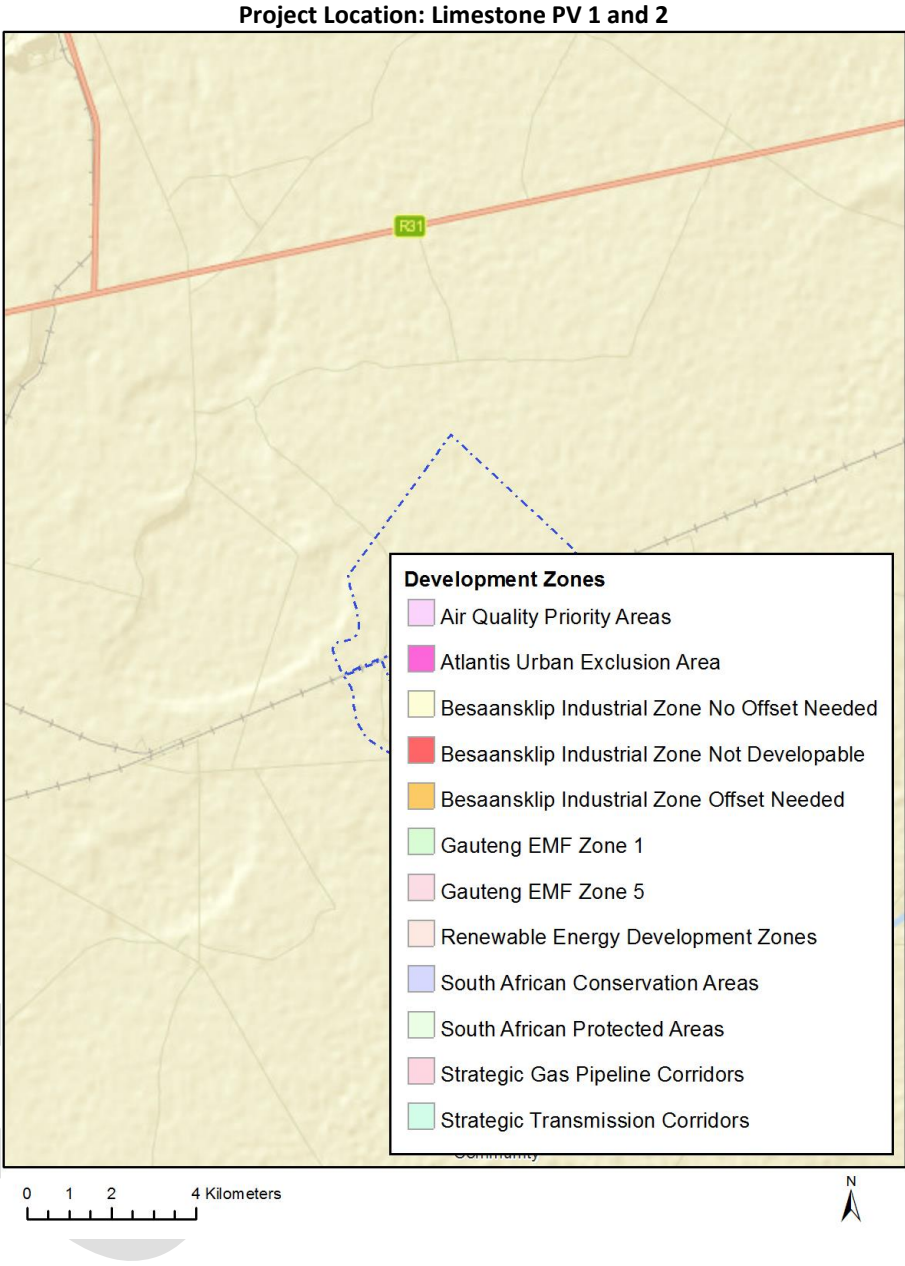 Project Location: Limestone PV 1 and 2
R31
Development Zones
Air Quality Priority Areas
Atlantis Urban Exclusion Area
Besaansklip Industrial Zone No Offset Needed
Besaansklip Industrial Zone Not Developable
Besaansklip Industrial Zone Offset Needed
Gauteng EMF Zone 1
Gauteng EMF Zone 5
Renewable Energy Development Zones
South African Conservation Areas
South African Protected Areas
Strategic Gas Pipeline Corridors
Strategic Transmission Corridors
Community
0 1 2 4 Kilometers
N